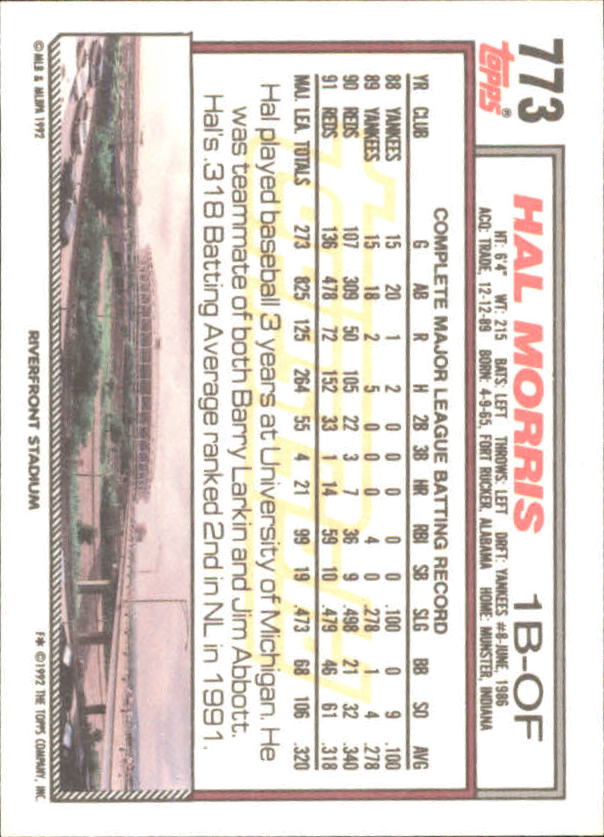 773
TOPPS®
HAL MORRIS 1B-OF
HT: 6'4" WT: 215 BATS: LEFT THROWS: LEFT DRFT: YANKEES #8-JUNE, 1986
ACQ: TRADE, 12-12-89 BORN: 4-9-65, FORT RUCKER, ALABAMA HOME: MUNSTER, INDIANA
COMPLETE MAJOR LEAGUE BATTING RECORD
YR CLUB G AB R H 2B 3B HR RBI SB SLG BB SO AVG
88 YANKEES 15 20 1 2 0 0 0 0 0 .100 0 9 .100
89 YANKEES 15 18 2 5 0 0 0 4 0 .278 1 4 .278
90 REDS 107 309 50 105 22 3 7 36 9 .498 21 32 .340
91 REDS 136 478 72 152 33 1 14 59 10 .479 46 61 .318
MAJ. LEA. TOTALS 273 825 125 264 55 4 21 99 19 .473 68 106 .320
Hal played baseball 3 years at University of Michigan. He
was teammate of both Barry Larkin and Jim Abbott.
Hal's .318 Batting Average ranked 2nd in NL in 1991.
©MLB & MLBPA 1992
RIVERFRONT STADIUM
F* ©1992 THE TOPPS COMPANY, INC.